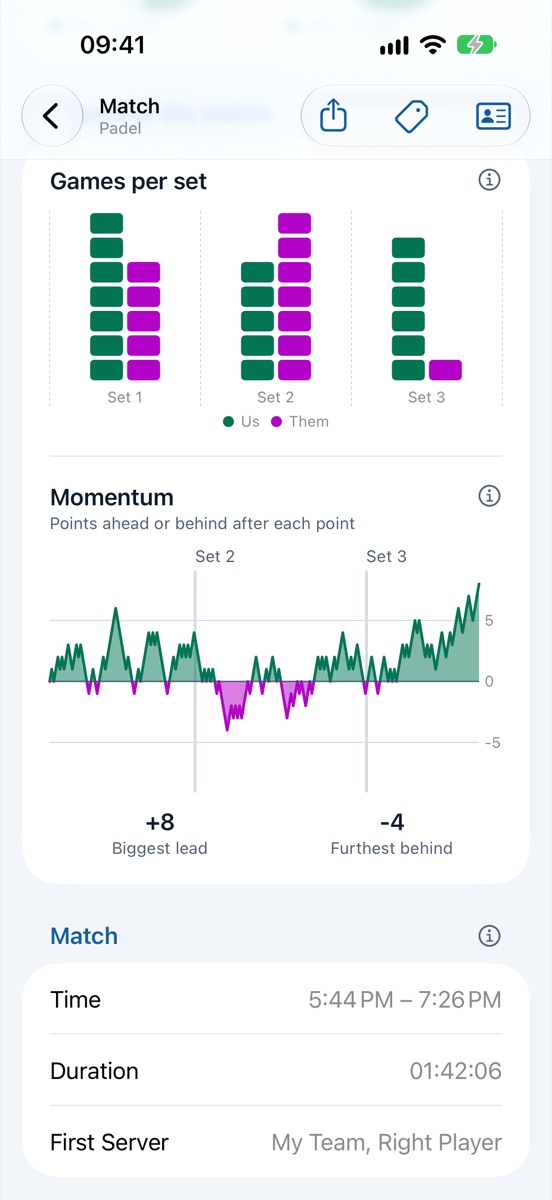 09:41
Match
Padel
Games per set
Set 1
Set 2
Set 3
Us
Them
Momentum
Points ahead or behind after each point
Set 2
Set 3
5
0
-5
+8
-4
Biggest lead
Furthest behind
Match
Time
5:44 PM – 7:26 PM
Duration
01:42:06
First Server
My Team, Right Player